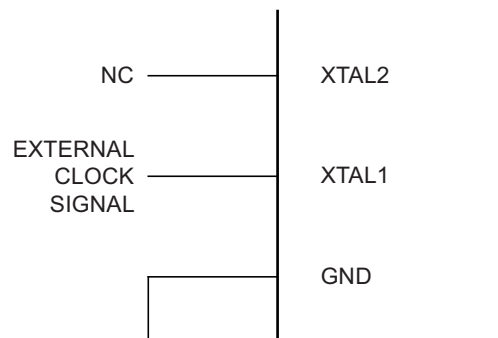 NC
XTAL2
EXTERNAL
CLOCK
SIGNAL
XTAL1
GND